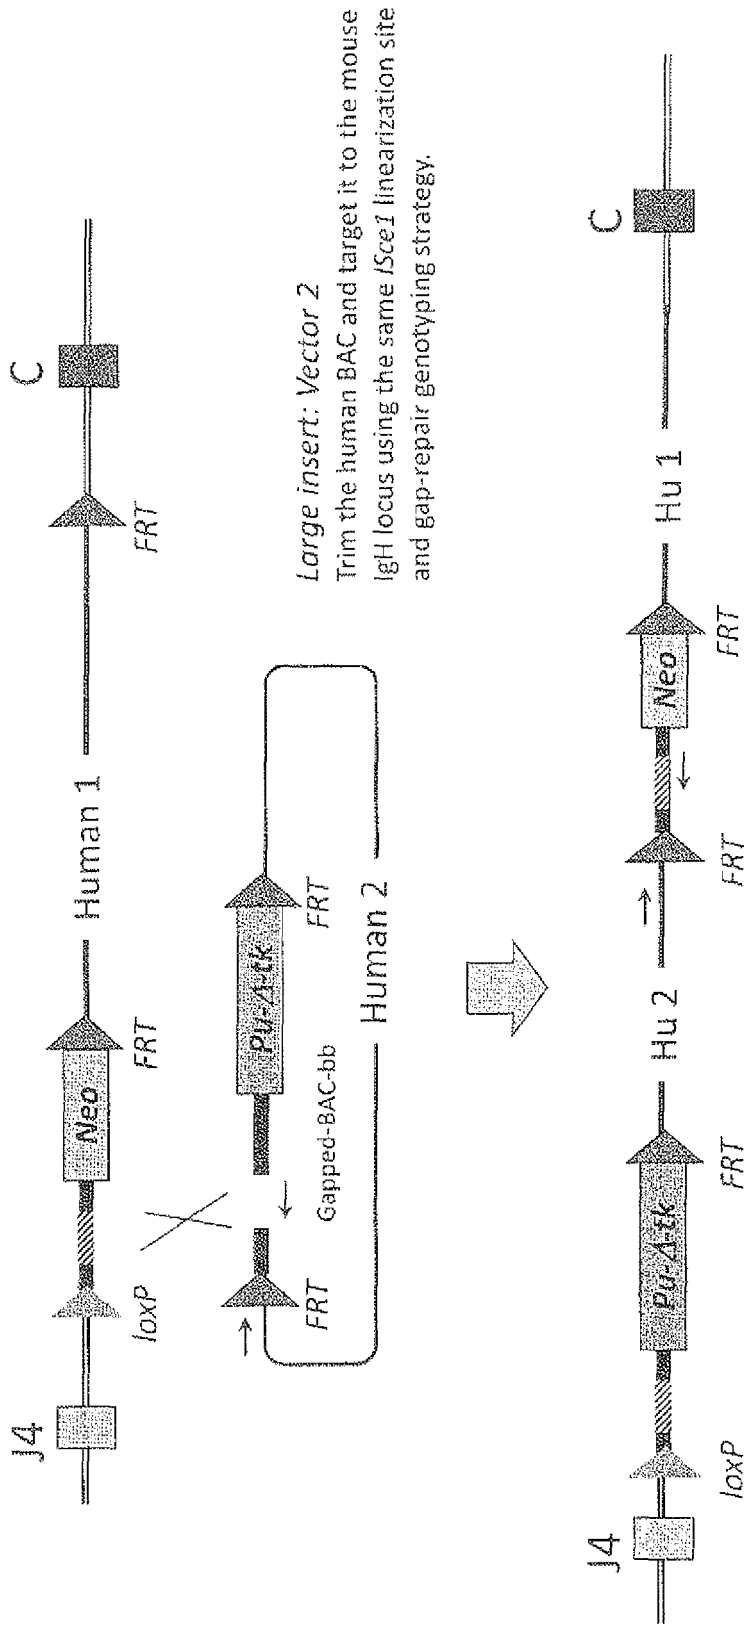 J4
loxP
Neo
FRT
Human 1
FRT
C
FRT
Gapped-BAC-bb
Pu-Δ-tk
FRT
Human 2
Large insert: Vector 2
Trim the human BAC and target it to the mouse
IgH locus using the same ISce1 linearization site
and gap-repair genotyping strategy.
J4
loxP
Pu-Δ-tk
FRT
Hu 2
FRT
Neo
FRT
Hu 1
C